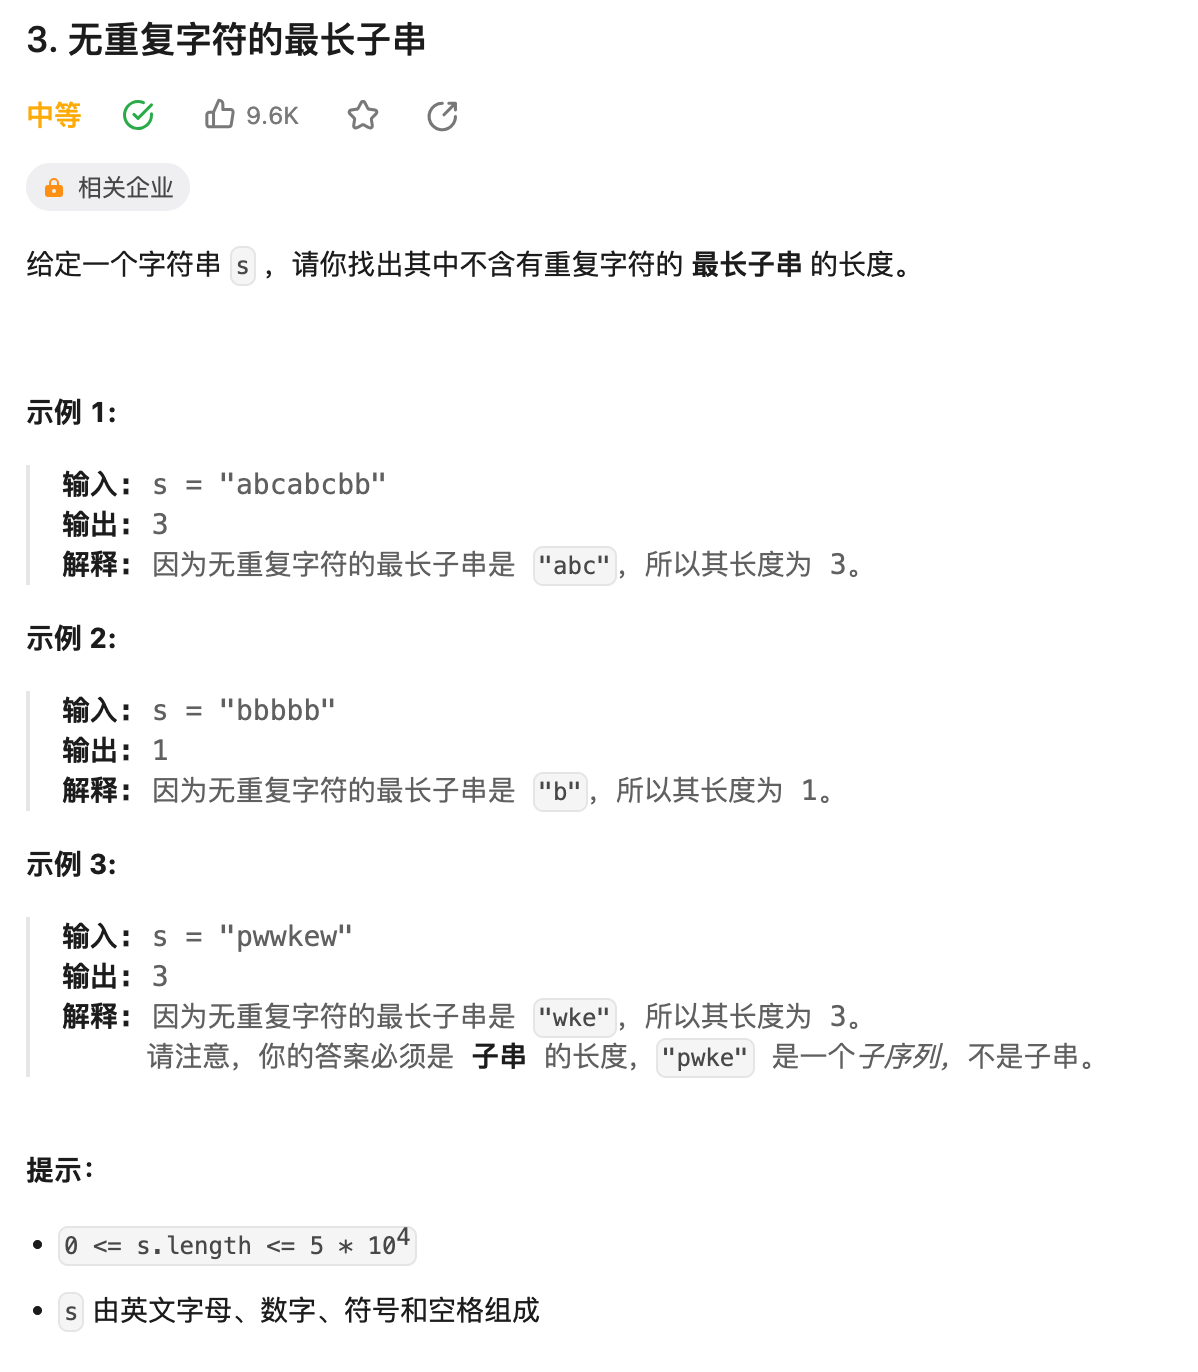 3. 无重复字符的最长子串
中等 9.6K
相关企业
给定一个字符串 s ，请你找出其中不含有重复字符的 最长子串 的长度。
示例 1:
输入: s = "abcabcbb"
输出: 3
解释: 因为无重复字符的最长子串是 "abc"，所以其长度为 3。
示例 2:
输入: s = "bbbbb"
输出: 1
解释: 因为无重复字符的最长子串是 "b"，所以其长度为 1。
示例 3:
输入: s = "pwwkew"
输出: 3
解释: 因为无重复字符的最长子串是 "wke"，所以其长度为 3。
请注意，你的答案必须是 子串 的长度，"pwke" 是一个子序列，不是子串。
提示：
• 0 <= s.length <= 5 * 10⁴
• s 由英文字母、数字、符号和空格组成